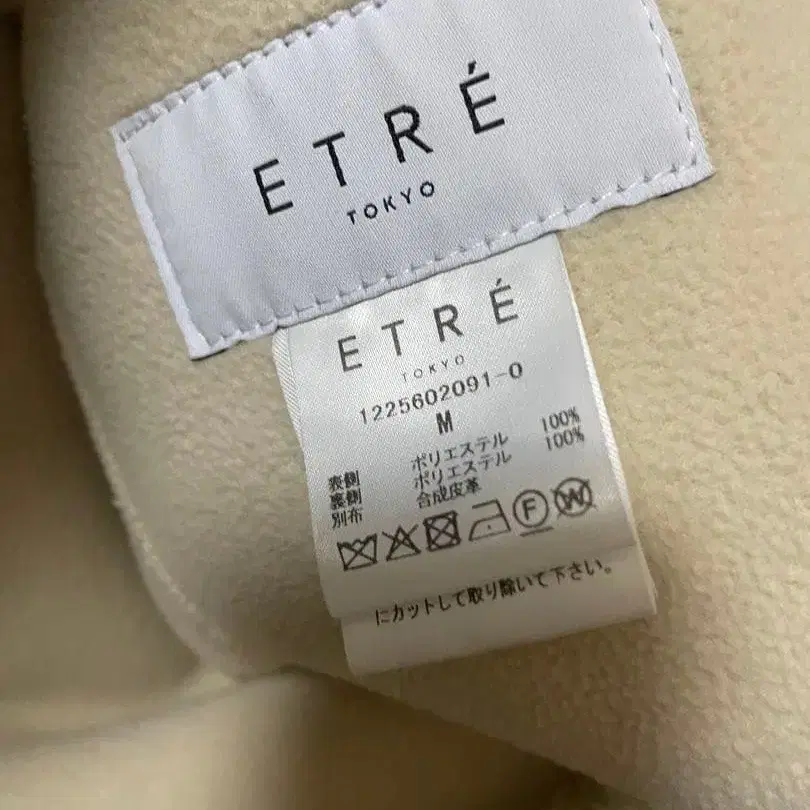 ETRÉ
TOKYO
ETRÉ
TOKYO
1225602091-0
M
表側 ポリエステル 100%
裏側 ポリエステル 100%
別布 合成皮革
F W
にカットして取り除いて下さい。